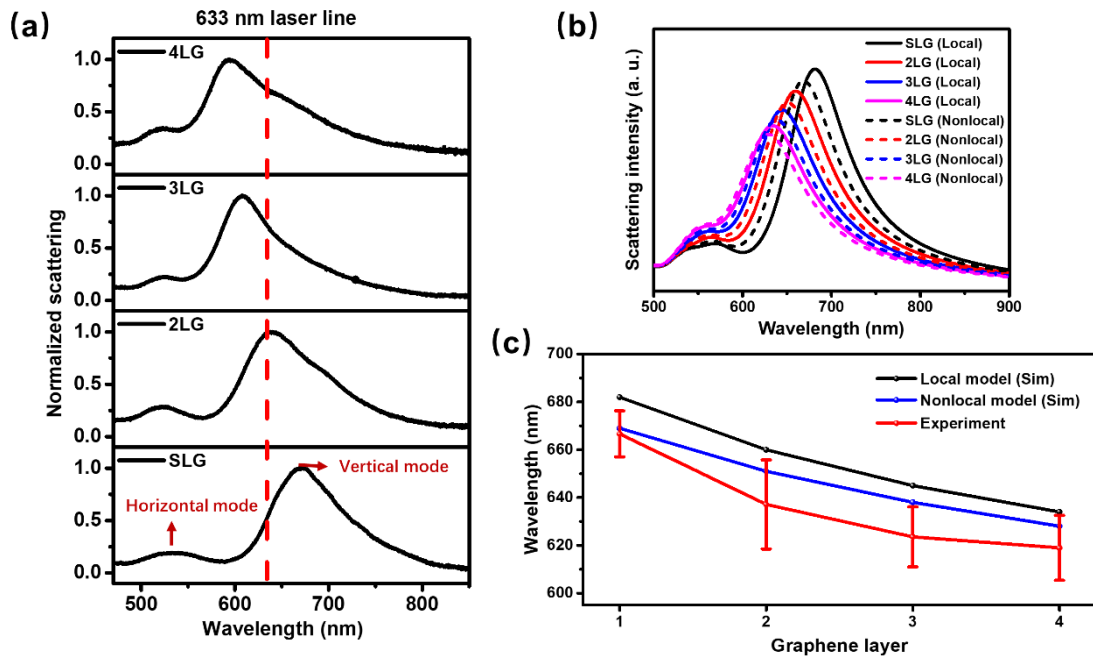 (a)
633 nm laser line
4LG
1.0
0.5
0.0
3LG
1.0
0.5
0.0
2LG
1.0
0.5
0.0
SLG
Vertical mode
Horizontal mode
1.0
0.5
0.0
Normalized scattering
500
600
700
800
Wavelength (nm)
(b)
SLG (Local)
2LG (Local)
3LG (Local)
4LG (Local)
SLG (Nonlocal)
2LG (Nonlocal)
3LG (Nonlocal)
4LG (Nonlocal)
Scattering intensity (a. u.)
500
600
700
800
900
Wavelength (nm)
(c)
Local model (Sim)
Nonlocal model (Sim)
Experiment
700
680
660
640
620
600
Wavelength (nm)
1
2
3
4
Graphene layer